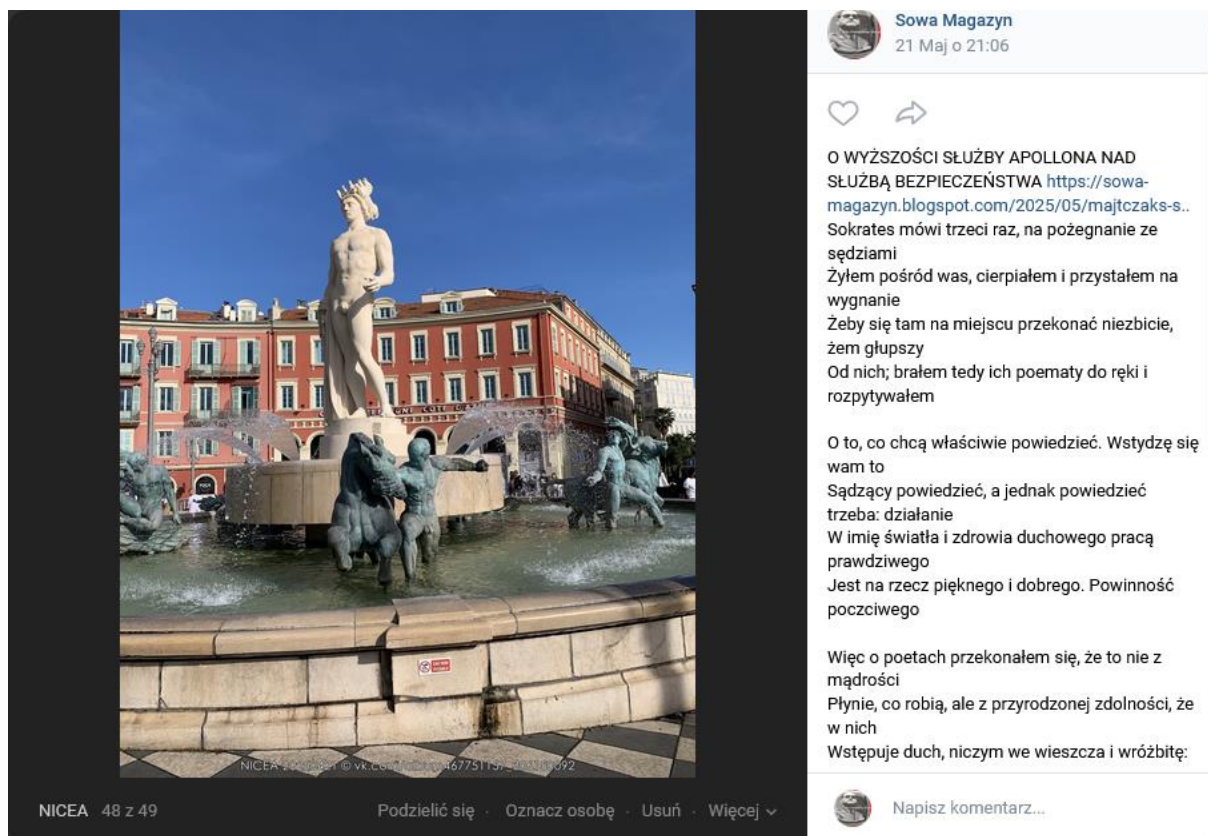 Sowa Magazyn
21 Maj o 21:06
O WYŻSZOŚCI SŁUŻBY APOLLONA NAD
SŁUŻBĄ BEZPIECZEŃSTWA https://sowa-
magazyn.blogspot.com/2025/05/majtczaks-s..
Sokrates mówi trzeci raz, na pożegnanie ze
sędziami
Żyłem pośród was, cierpiałem i przystałem na
wygnanie
Żeby się tam na miejscu przekonać niezbicie,
żem głupszy
Od nich; brałem tedy ich poematy do ręki i
rozpytywałem
O to, co chcą właściwie powiedzieć. Wstydzę się
wam to
Sądzący powiedzieć, a jednak powiedzieć
trzeba: działanie
W imię światła i zdrowia duchowego pracą
prawdziwego
Jest na rzecz pięknego i dobrego. Powinność
poczciwego
Więc o poetach przekonałem się, że to nie z
mądrości
Płynie, co robią, ale z przyrodzonej zdolności, że
w nich
Wstępuje duch, niczym we wieszcza i wróżbitę:
NICEA 48 z 49
Podzielić się · Oznacz osobę · Usuń · Więcej
Napisz komentarz...